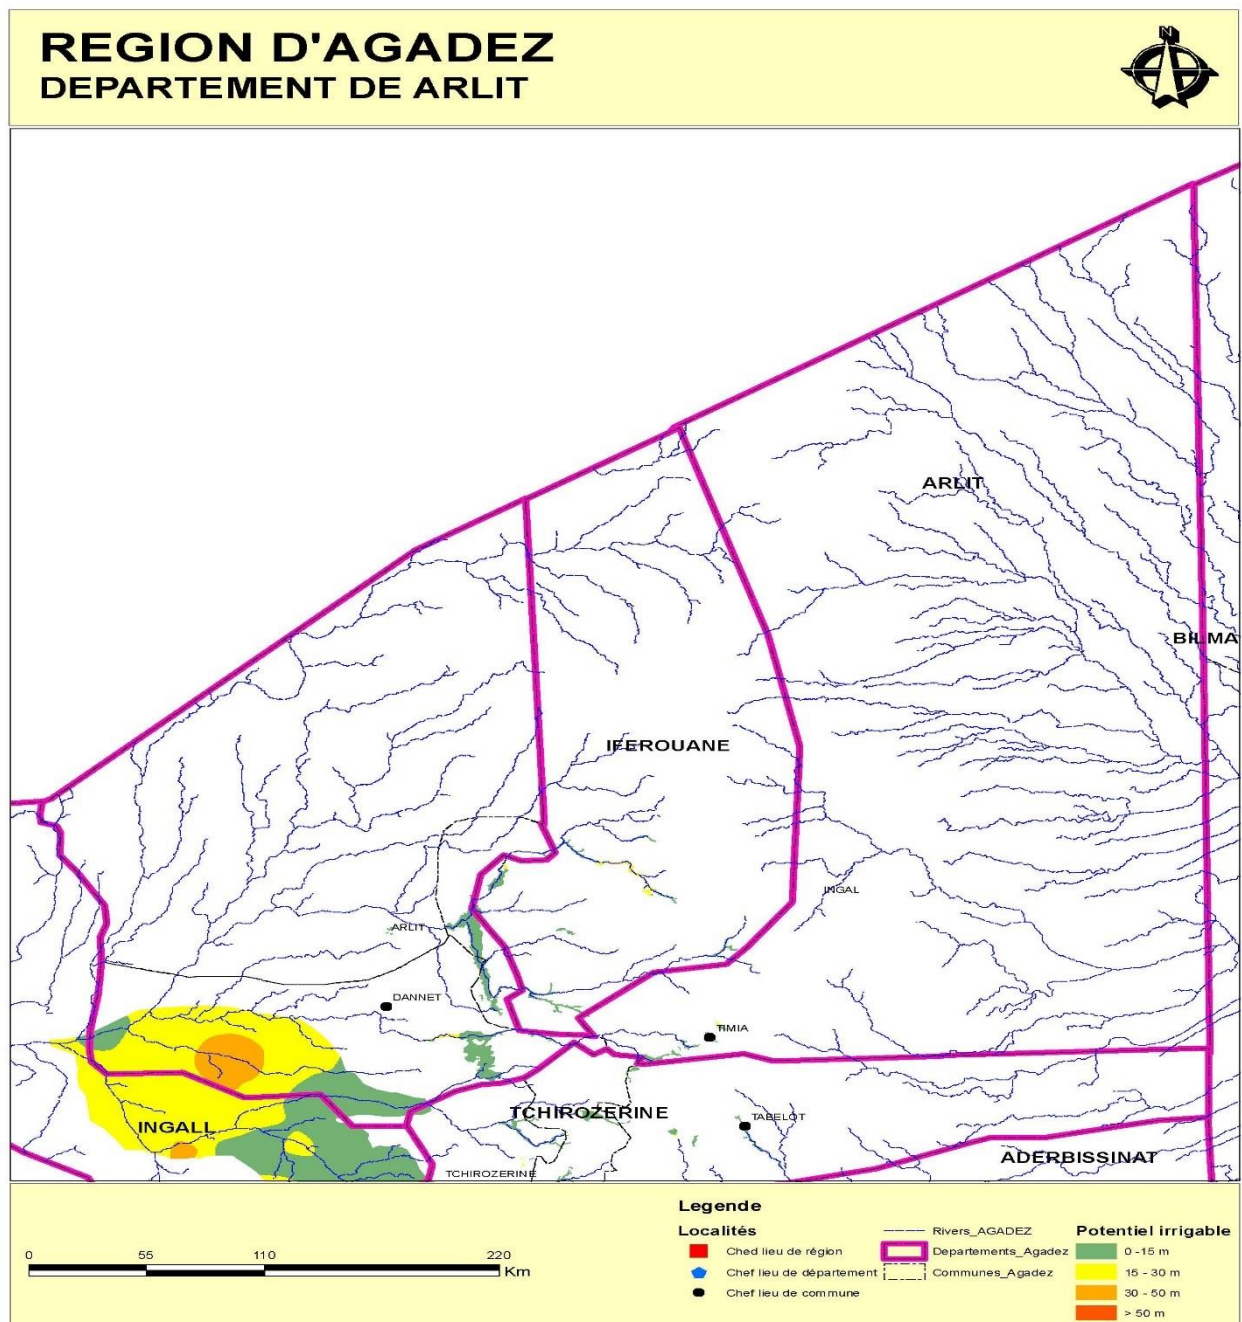 REGION D'AGADEZ
DEPARTEMENT DE ARLIT
N
ARLIT
BILMA
IFEROUANE
INGAL
ARLIT
DANNET
TIMIA
TCHIROZERINE
TABELOT
INGALL
ADERBISSINAT
TCHIROZERINE
Legende
Localités
Ched lieu de région
Chef lieu de département
Chef lieu de commune
Rivers_AGADEZ
Departements_Agadez
Communes_Agadez
Potentiel irrigable
0 -15 m
15 - 30 m
30 - 50 m
> 50 m
0 55 110 220
Km